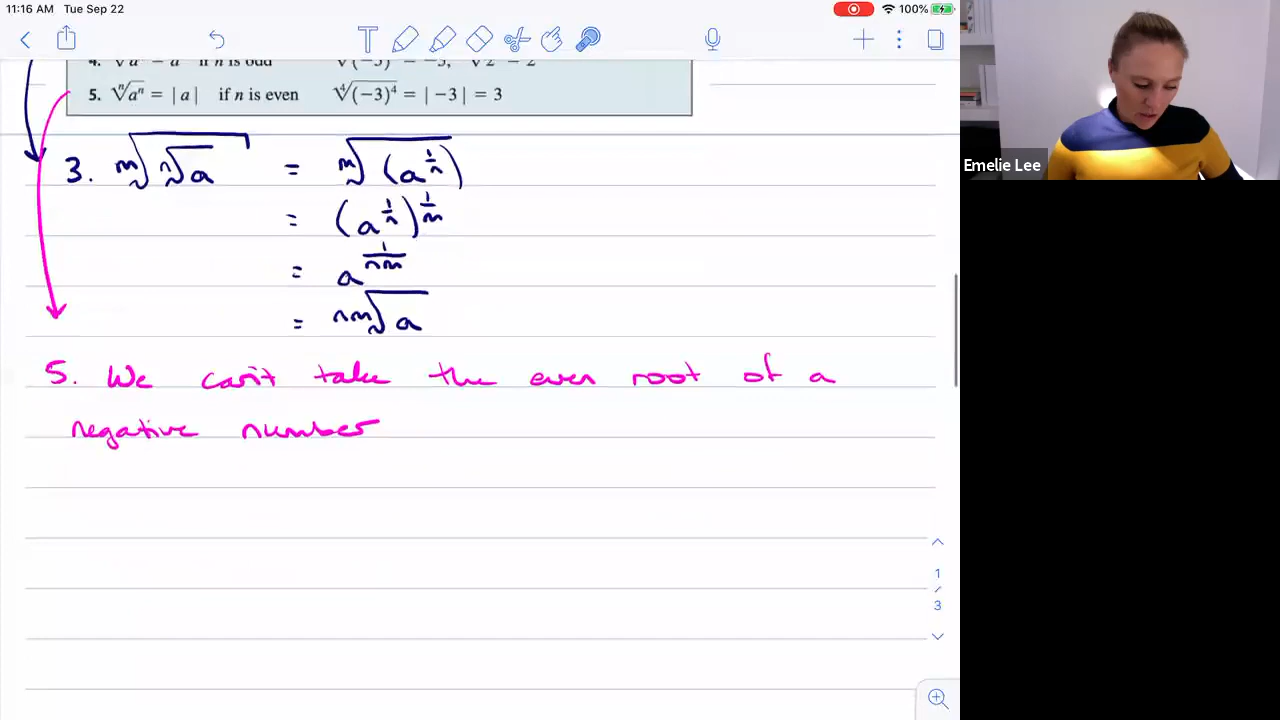 11:16 AM Tue Sep 22
100%
5. ⁿ√aⁿ = | a | if n is even ⁴√(−3)⁴ = | −3 | = 3
3. ᵐ√ⁿ√a = ᵐ√(a^{1/n})
= (a^{1/n})^{1/m}
= a^{1/nm}
= ⁿᵐ√a
5. We can't take the even root of a
negative number
1
/
3
Emelie Lee